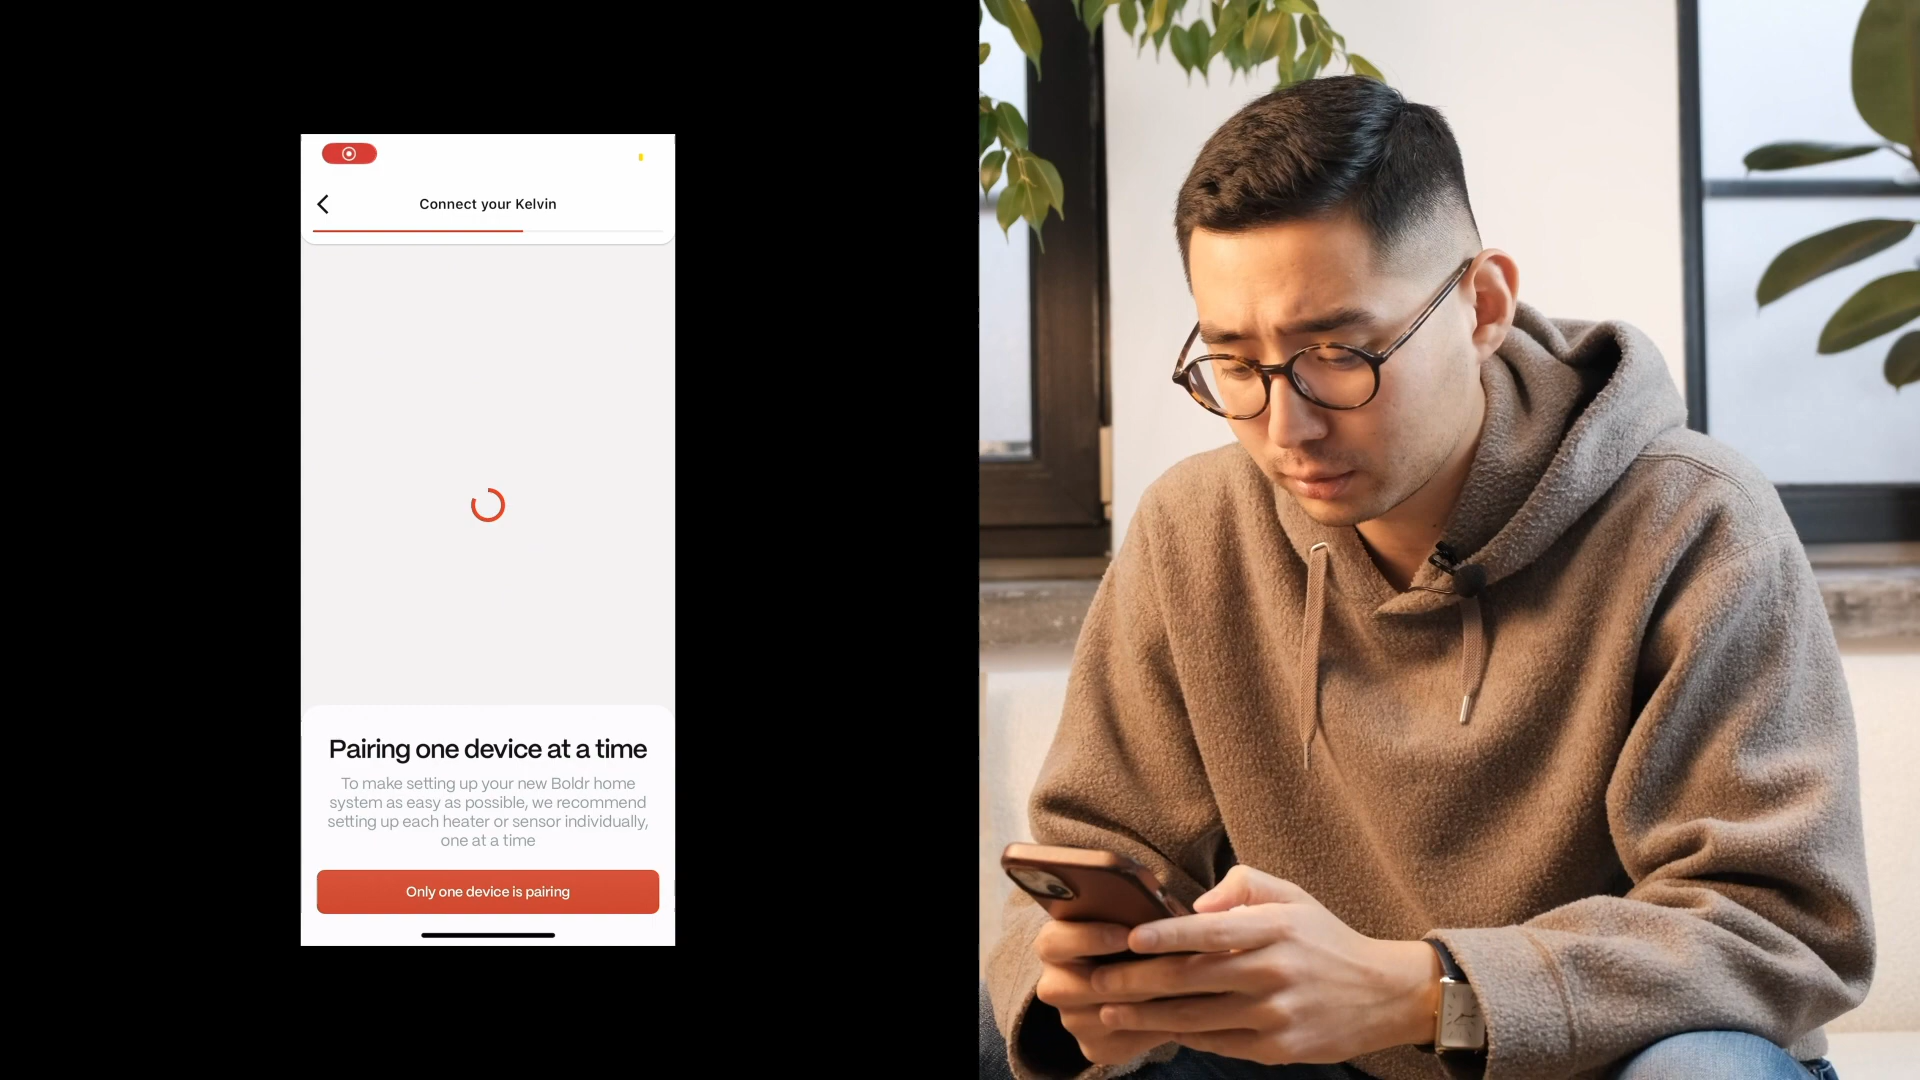 Connect your Kelvin
Pairing one device at a time
To make setting up your new Boldr home
system as easy as possible, we recommend
setting up each heater or sensor individually,
one at a time
Only one device is pairing